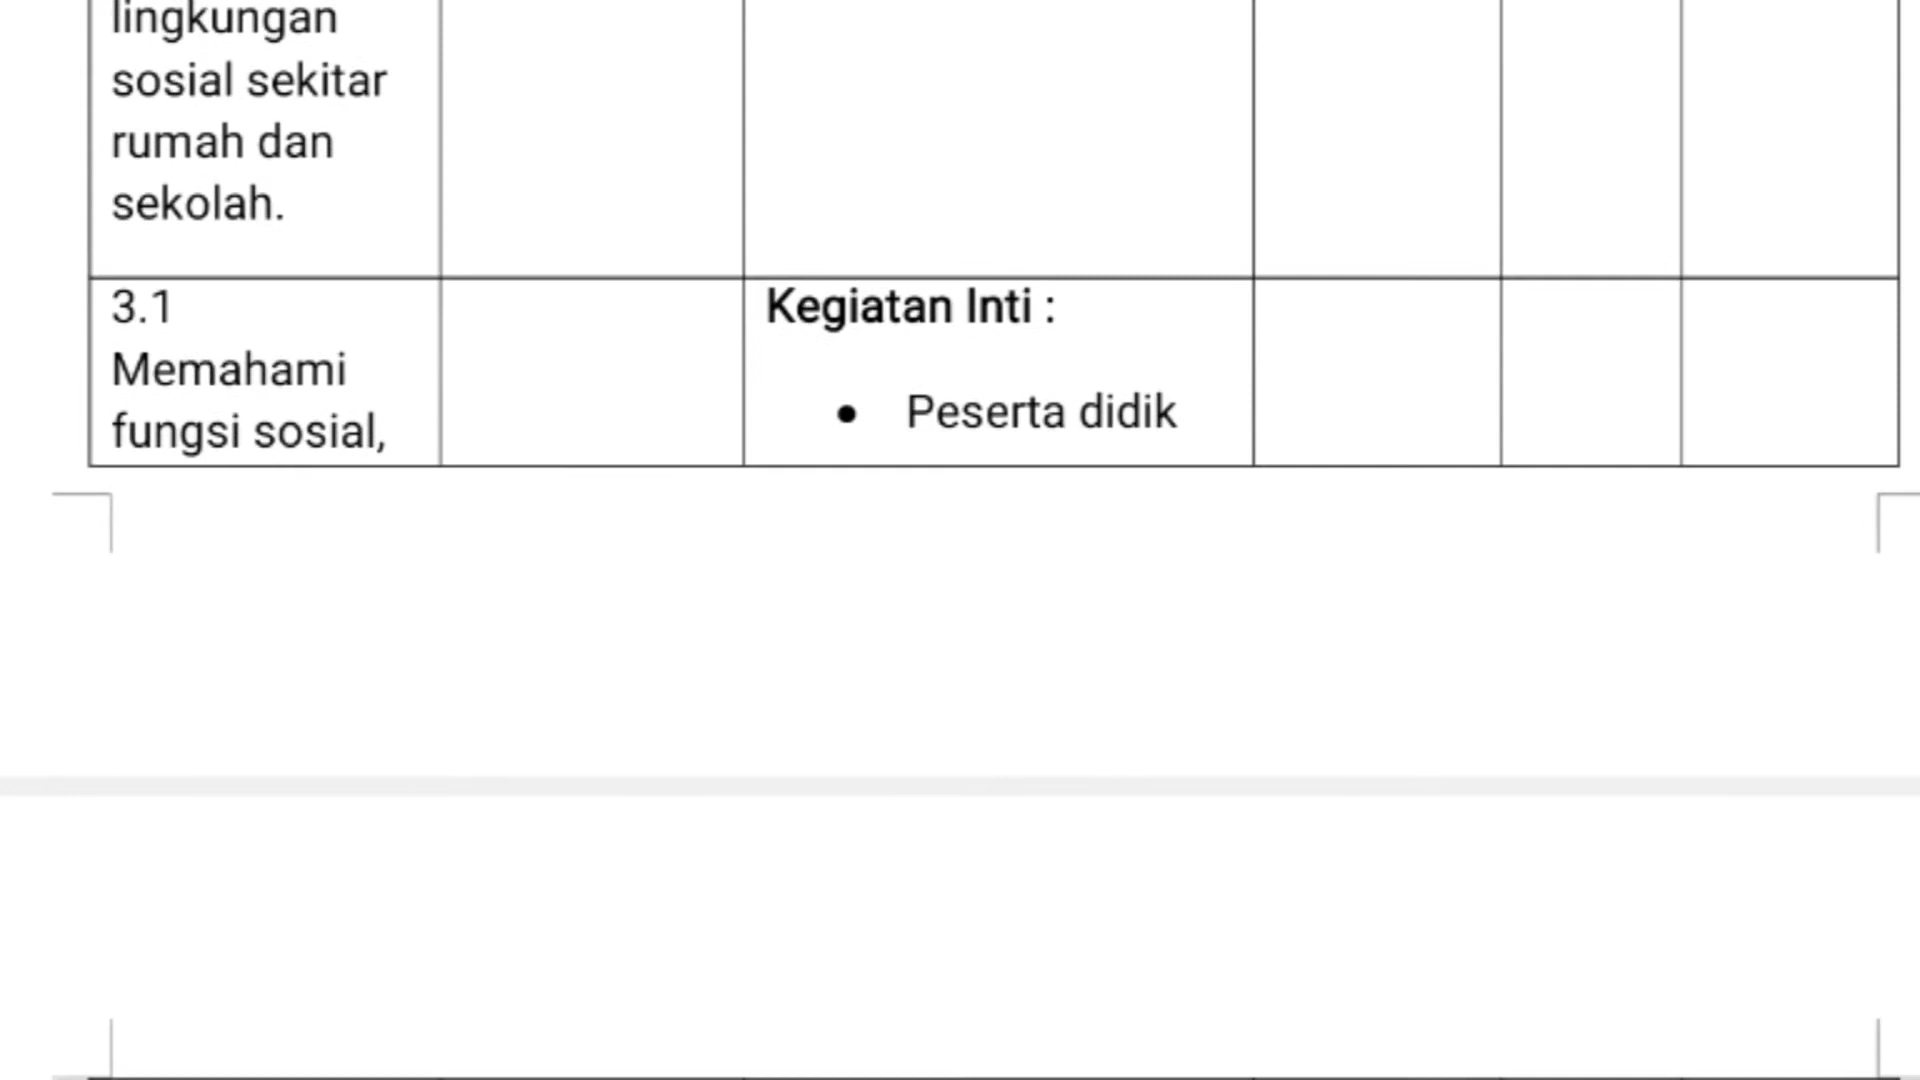 lingkungan
sosial sekitar
rumah dan
sekolah.
3.1
Memahami
fungsi sosial,
Kegiatan Inti :
● Peserta didik